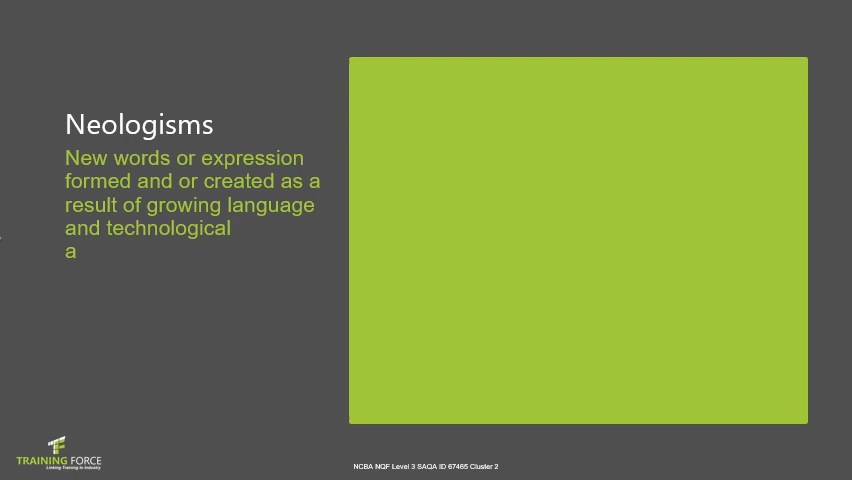 Neologisms
New words or expression
formed and or created as a
result of growing language
and technological
a
TRAINING FORCE
Linking Training to Industry
NCBA NQF Level 3 SAQA ID 67465 Cluster 2